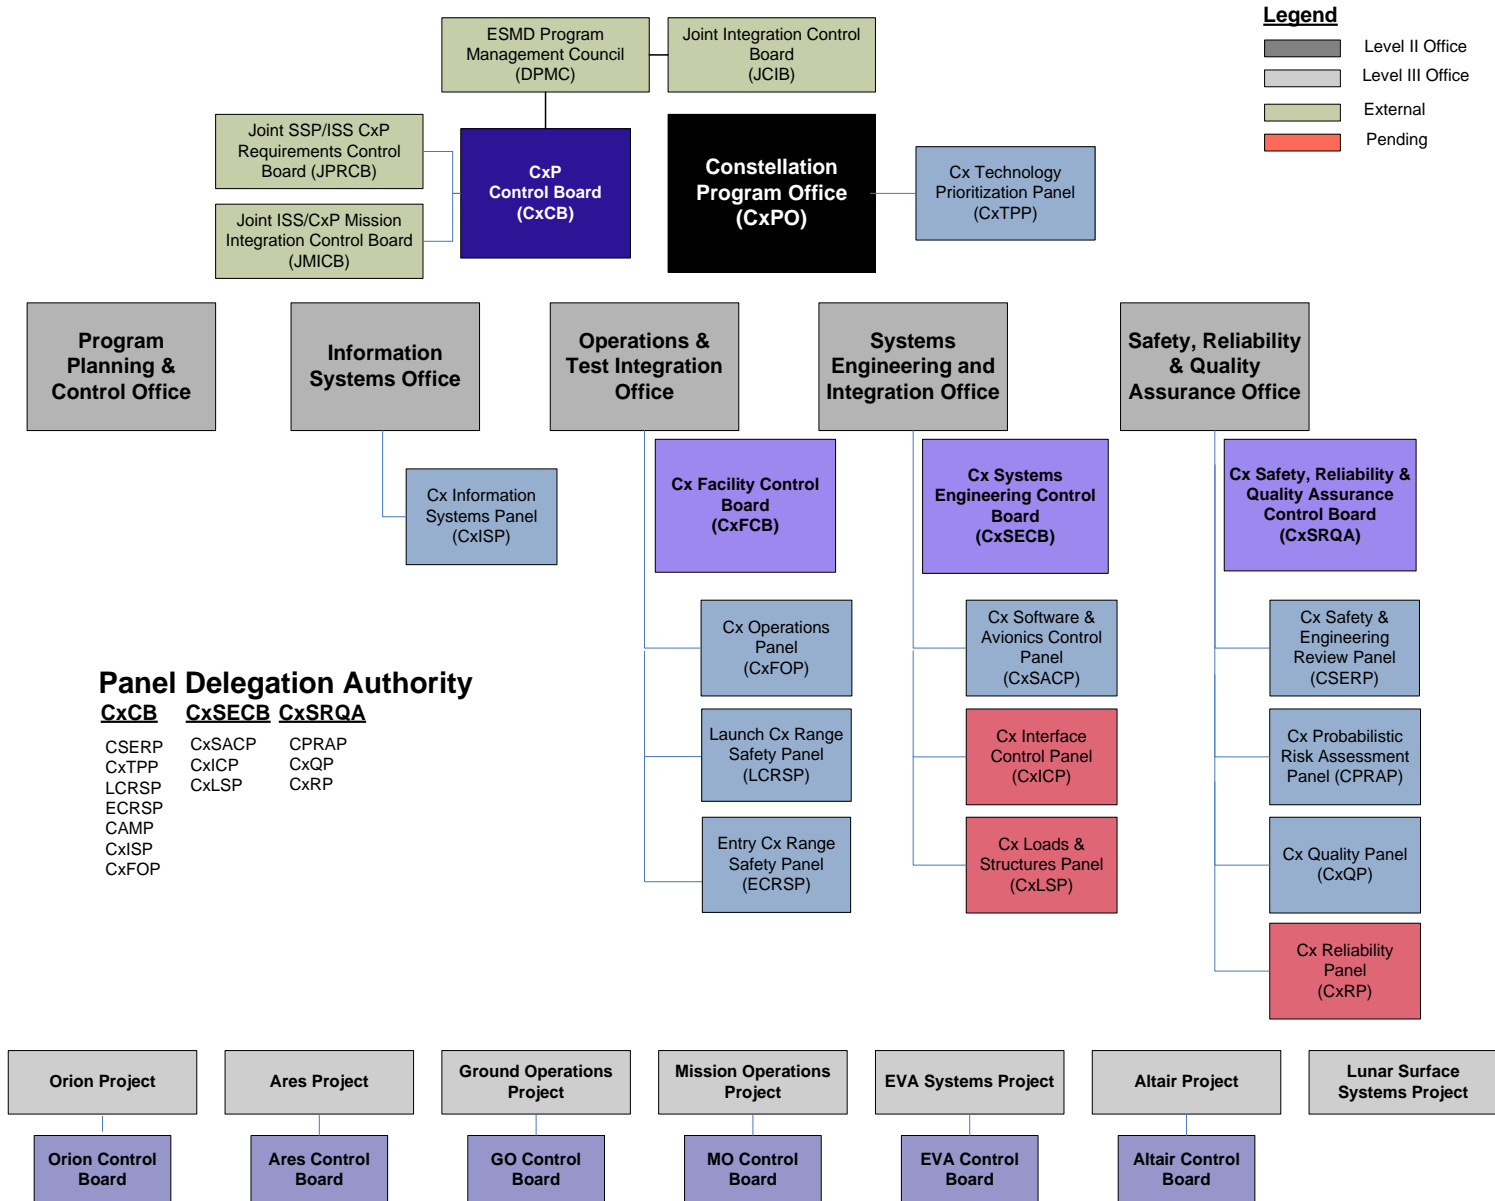 Legend
Level II Office
Level III Office
External
Pending
ESMD Program
Management Council
(DPMC)
Joint Integration Control
Board
(JCIB)
Joint SSP/ISS CxP
Requirements Control
Board (JPRCB)
Joint ISS/CxP Mission
Integration Control Board
(JMICB)
CxP
Control Board
(CxCB)
Constellation
Program Office
(CxPO)
Cx Technology
Prioritization Panel
(CxTPP)
Program
Planning &
Control Office
Information
Systems Office
Operations &
Test Integration
Office
Systems
Engineering and
Integration Office
Safety, Reliability
& Quality
Assurance Office
Cx Information
Systems Panel
(CxISP)
Cx Facility Control
Board
(CxFCB)
Cx Systems
Engineering Control
Board
(CxSECB)
Cx Safety, Reliability &
Quality Assurance
Control Board
(CxSRQA)
Cx Operations
Panel
(CxFOP)
Cx Software &
Avionics Control
Panel
(CxSACP)
Cx Safety &
Engineering
Review Panel
(CSERP)
Launch Cx Range
Safety Panel
(LCRSP)
Cx Interface
Control Panel
(CxICP)
Cx Probabilistic
Risk Assessment
Panel (CPRAP)
Entry Cx Range
Safety Panel
(ECRSP)
Cx Loads &
Structures Panel
(CxLSP)
Cx Quality Panel
(CxQP)
Cx Reliability
Panel
(CxRP)
Panel Delegation Authority
CxCB
CSERP
CxTPP
LCRSP
ECRSP
CAMP
CxISP
CxFOP
CxSECB
CxSACP
CxICP
CxLSP
CxSRQA
CPRAP
CxQP
CxRP
Orion Project
Ares Project
Ground Operations
Project
Mission Operations
Project
EVA Systems Project
Altair Project
Lunar Surface
Systems Project
Orion Control
Board
Ares Control
Board
GO Control
Board
MO Control
Board
EVA Control
Board
Altair Control
Board